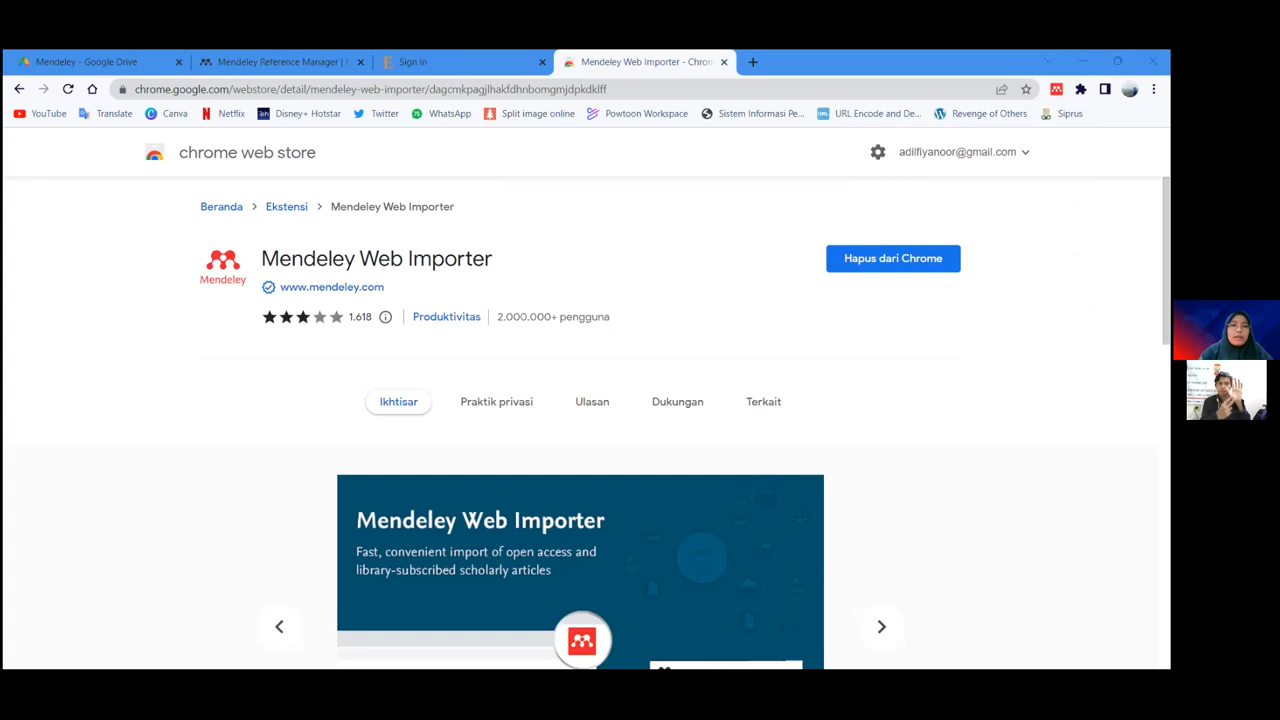 Mendeley - Google Drive
Mendeley Reference Manager |
Sign in
Mendeley Web Importer - Chrom
chrome.google.com/webstore/detail/mendeley-web-importer/dagcmkpagjlhakfdhnbomgmjdpkdklff
YouTube Translate Canva Netflix Disney+ Hotstar Twitter WhatsApp Split image online Powtoon Workspace Sistem Informasi Pe... URL Encode and De... Revenge of Others Siprus
chrome web store
adilfiyanoor@gmail.com
Beranda > Ekstensi > Mendeley Web Importer
Mendeley
Mendeley Web Importer
Hapus dari Chrome
www.mendeley.com
1.618 Produktivitas 2.000.000+ pengguna
Ikhtisar Praktik privasi Ulasan Dukungan Terkait
Mendeley Web Importer
Fast, convenient import of open access and
library-subscribed scholarly articles